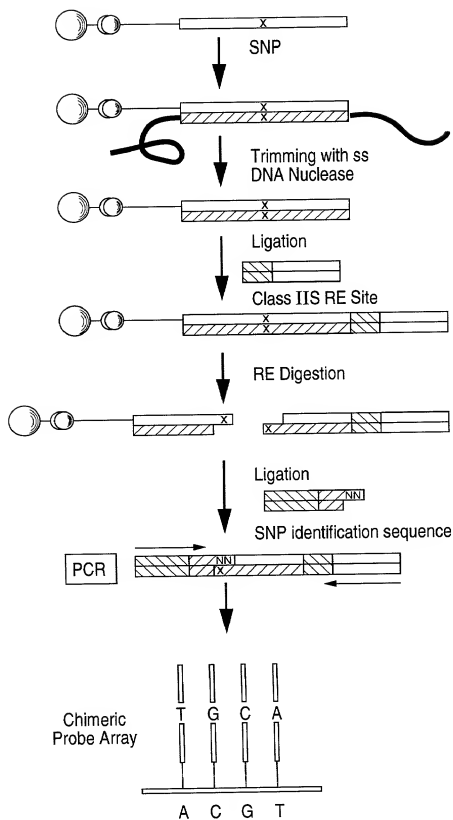 X
SNP
X
X
Trimming with ss
DNA Nuclease
X
X
Ligation
Class IIS RE Site
X
X
RE Digestion
X
X
Ligation
NN
SNP identification sequence
PCR
NN
X
T G C A
Chimeric
Probe Array
A C G T